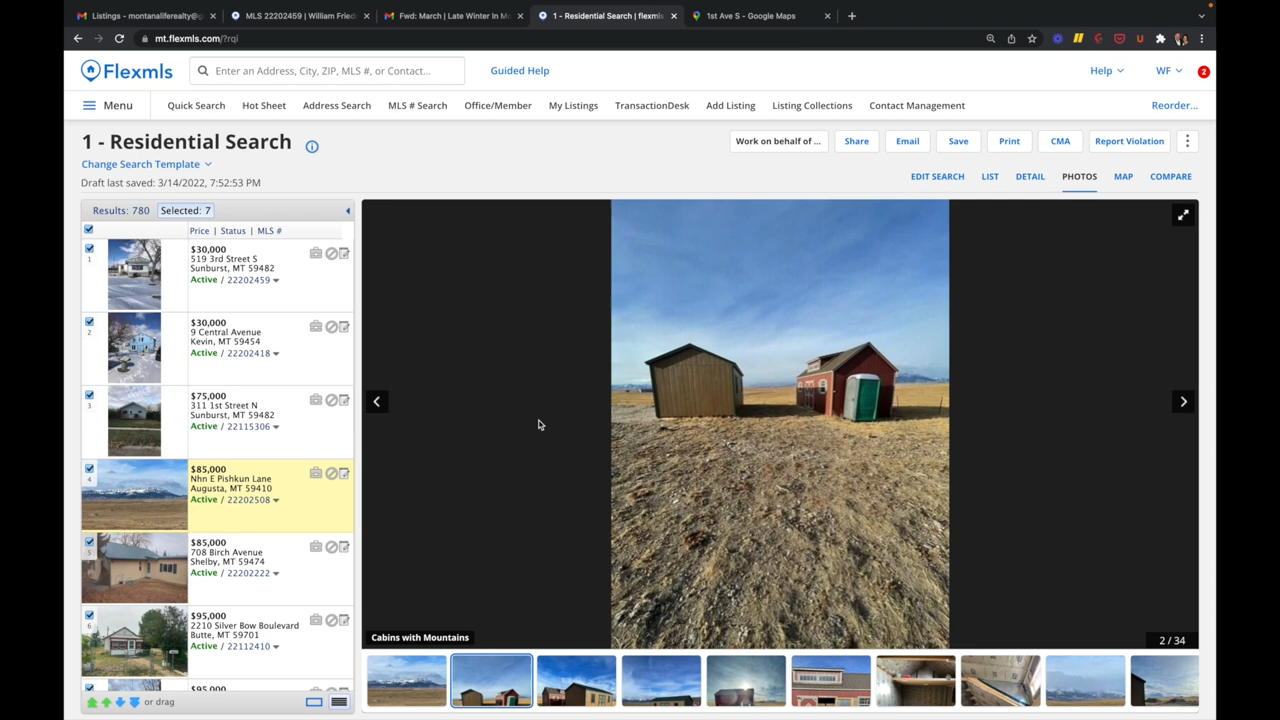 Listings - montanaliferealty@g
MLS 22202459 | William Fried
Fwd: March | Late Winter In M
1 - Residential Search | flexmls
1st Ave S - Google Maps
mt.flexmls.com/?rqi
Flexmls
Enter an Address, City, ZIP, MLS #, or Contact...
Guided Help
Help
WF
2
Menu
Quick Search
Hot Sheet
Address Search
MLS # Search
Office/Member
My Listings
TransactionDesk
Add Listing
Listing Collections
Contact Management
Reorder...
1 - Residential Search
Work on behalf of ...
Share
Email
Save
Print
CMA
Report Violation
Change Search Template
Draft last saved: 3/14/2022, 7:52:53 PM
EDIT SEARCH
LIST
DETAIL
PHOTOS
MAP
COMPARE
Results: 780
Selected: 7
Price | Status | MLS #
1
$30,000
519 3rd Street S
Sunburst, MT 59482
Active / 22202459
2
$30,000
9 Central Avenue
Kevin, MT 59454
Active / 22202418
3
$75,000
311 1st Street N
Sunburst, MT 59482
Active / 22115306
4
$85,000
Nhn E Pishkun Lane
Augusta, MT 59410
Active / 22202508
5
$85,000
708 Birch Avenue
Shelby, MT 59474
Active / 22202222
6
$95,000
2210 Silver Bow Boulevard
Butte, MT 59701
Active / 22112410
$95,000
or drag
Cabins with Mountains
2 / 34